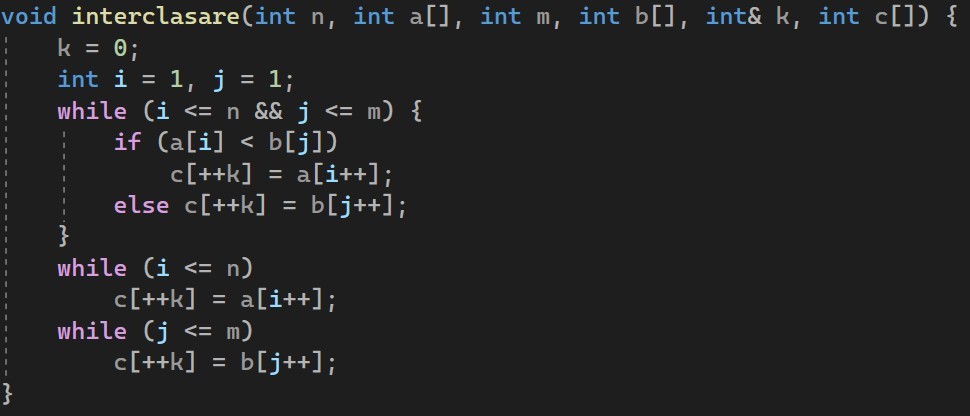 void interclasare(int n, int a[], int m, int b[], int& k, int c[]) {
    k = 0;
    int i = 1, j = 1;
    while (i <= n && j <= m) {
        if (a[i] < b[j])
            c[++k] = a[i++];
        else c[++k] = b[j++];
    }
    while (i <= n)
        c[++k] = a[i++];
    while (j <= m)
        c[++k] = b[j++];
}